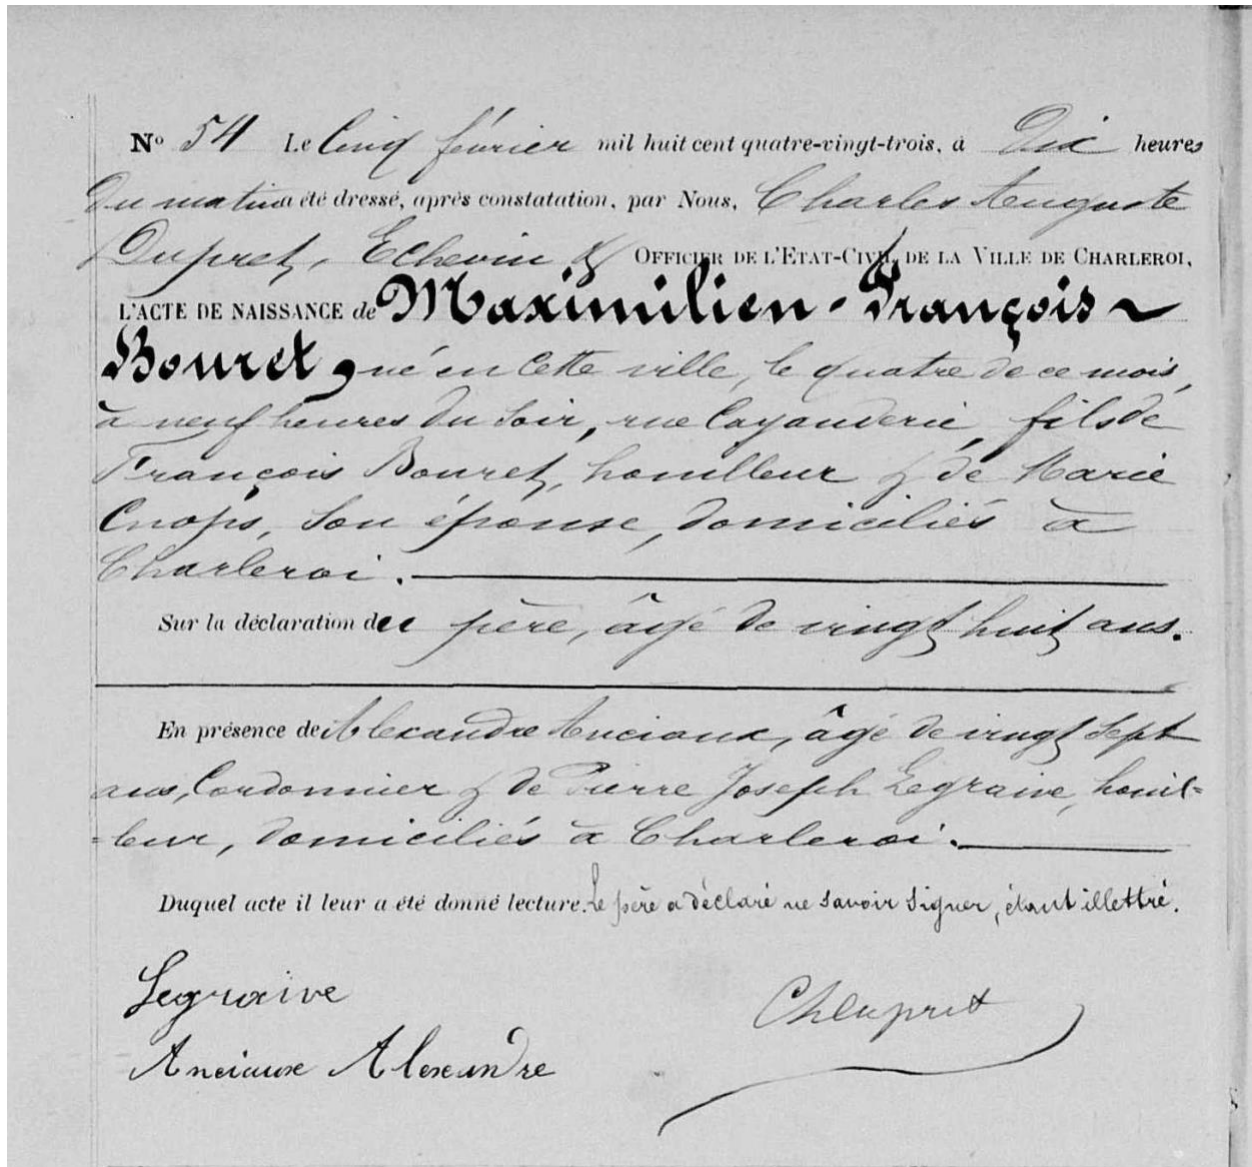 No 54 Le Cinq février mil huit cent quatre-vingt-trois, à Dix heures
du matin a été dressé, après constatation, par Nous, Charles Auguste
Dupret, Echevin & OFFICIER DE L'ETAT-CIVIL DE LA VILLE DE CHARLEROI,
L'ACTE DE NAISSANCE de Maximilien-François
Bouret, né en cette ville, le quatre de ce mois,
à neuf heures du soir, rue Cayauderie, fils de
François Bouret, houilleur & de Marie
Cnops, son épouse, domiciliés à
Charleroi.
Sur la déclaration du père, âgé de vingt huit ans.
En présence de Alexandre Anciaux, âgé de vingt sept
ans, Cordonnier & de Pierre Joseph Legraive, houil=
=leur, domiciliés à Charleroi.
Duquel acte il leur a été donné lecture. Le père a déclaré ne savoir signer, étant illettré.
Legraive
Ch Dupret
Anciaux Alexandre